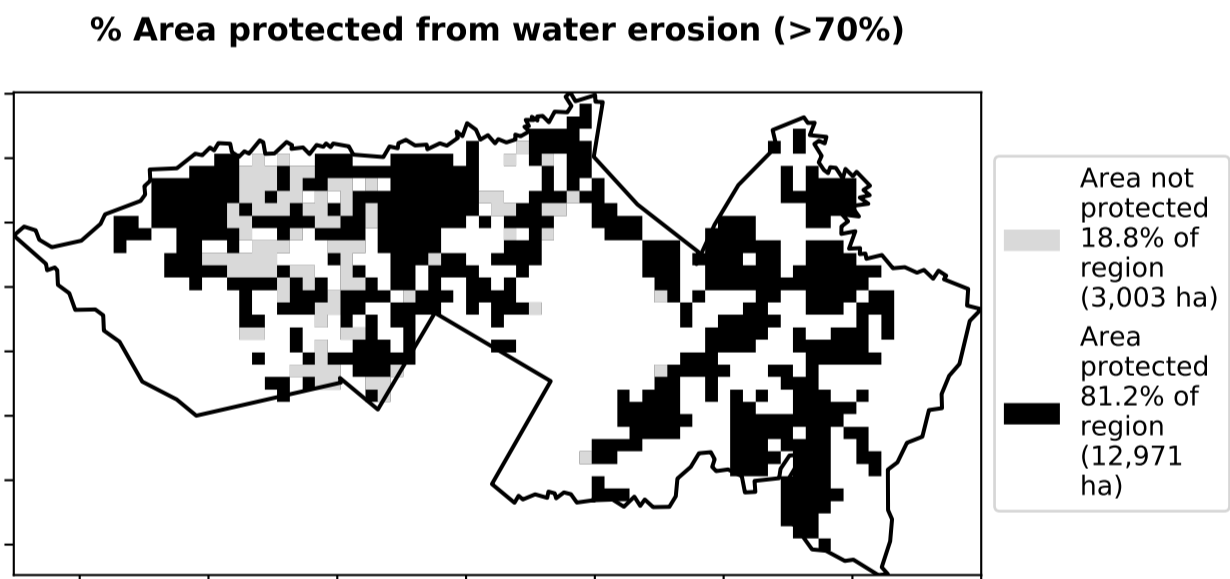 % Area protected from water erosion (>70%)
Area not
protected
18.8% of
region
(3,003 ha)
Area
protected
81.2% of
region
(12,971
ha)